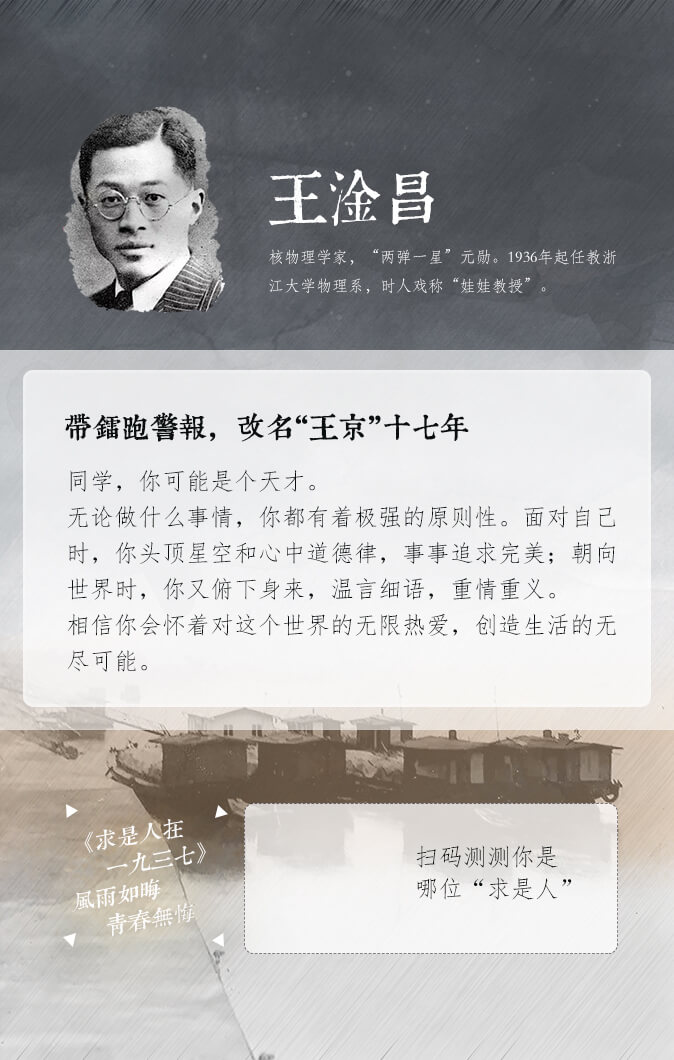 王淦昌
核物理学家，“两弹一星”元勋。1936年起任教浙
江大学物理系，时人戏称“娃娃教授”。
帶鐳跑警報，改名“王京”十七年
同学，你可能是个天才。
无论做什么事情，你都有着极强的原则性。面对自己
时，你头顶星空和心中道德律，事事追求完美；朝向
世界时，你又俯下身来，温言细语，重情重义。
相信你会怀着对这个世界的无限热爱，创造生活的无
尽可能。
《求是人在
一九三七》
風雨如晦
青春無悔
扫码测测你是
哪位“求是人”